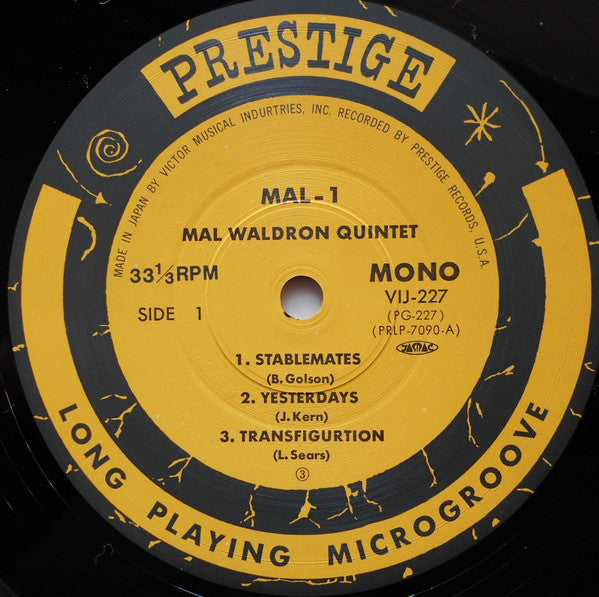 PRESTIGE
MADE IN JAPAN BY VICTOR MUSICAL INDURTRIES, INC. RECORDED BY PRESTIGE RECORDS, U.S.A.
MAL-1
MAL WALDRON QUINTET
33⅓RPM
MONO
SIDE 1
VIJ-227
(PG-227)
(PRLP-7090-A)
JASRAC
1. STABLEMATES
(B. Golson)
2. YESTERDAYS
(J. Kern)
3. TRANSFIGURTION
(L. Sears)
③
LONG PLAYING MICROGROOVE